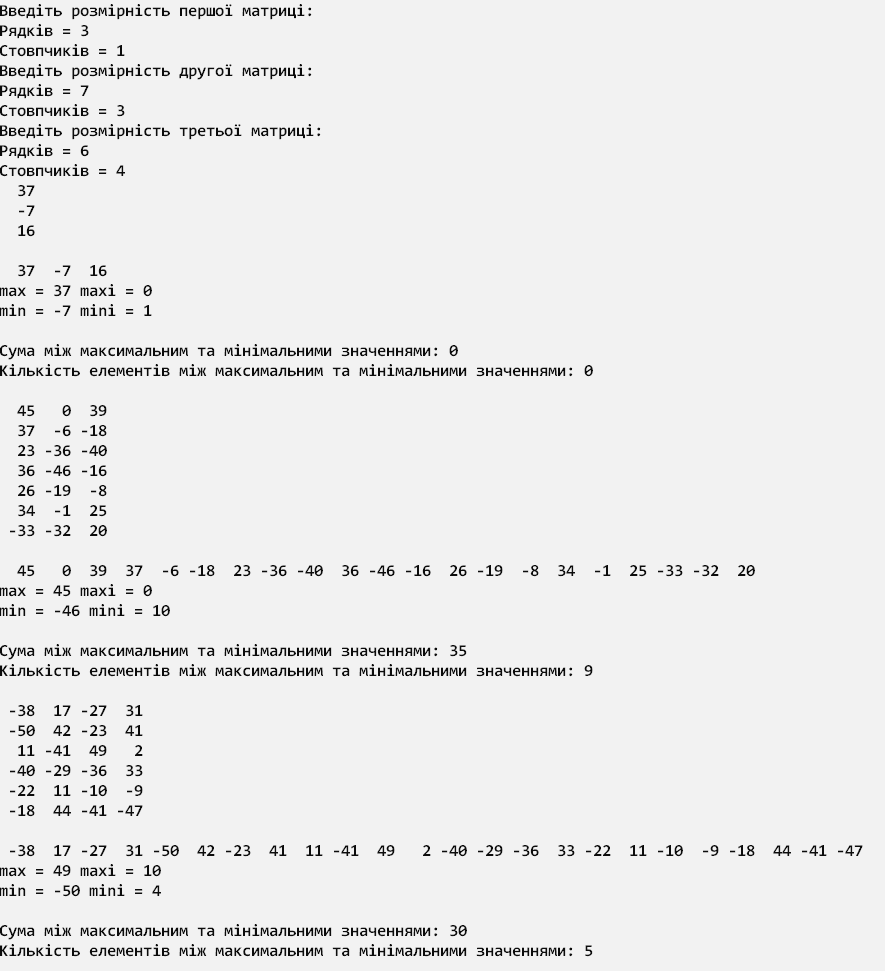 Введіть розмірність першої матриці:
Рядків = 3
Стовпчиків = 1
Введіть розмірність другої матриці:
Рядків = 7
Стовпчиків = 3
Введіть розмірність третьої матриці:
Рядків = 6
Стовпчиків = 4
37
-7
16
37 -7 16
max = 37 maxi = 0
min = -7 mini = 1
Сума між максимальним та мінімальними значеннями: 0
Кількість елементів між максимальним та мінімальними значеннями: 0
45 0 39
37 -6 -18
23 -36 -40
36 -46 -16
26 -19 -8
34 -1 25
-33 -32 20
45 0 39 37 -6 -18 23 -36 -40 36 -46 -16 26 -19 -8 34 -1 25 -33 -32 20
max = 45 maxi = 0
min = -46 mini = 10
Сума між максимальним та мінімальними значеннями: 35
Кількість елементів між максимальним та мінімальними значеннями: 9
-38 17 -27 31
-50 42 -23 41
11 -41 49 2
-40 -29 -36 33
-22 11 -10 -9
-18 44 -41 -47
-38 17 -27 31 -50 42 -23 41 11 -41 49 2 -40 -29 -36 33 -22 11 -10 -9 -18 44 -41 -47
max = 49 maxi = 10
min = -50 mini = 4
Сума між максимальним та мінімальними значеннями: 30
Кількість елементів між максимальним та мінімальними значеннями: 5